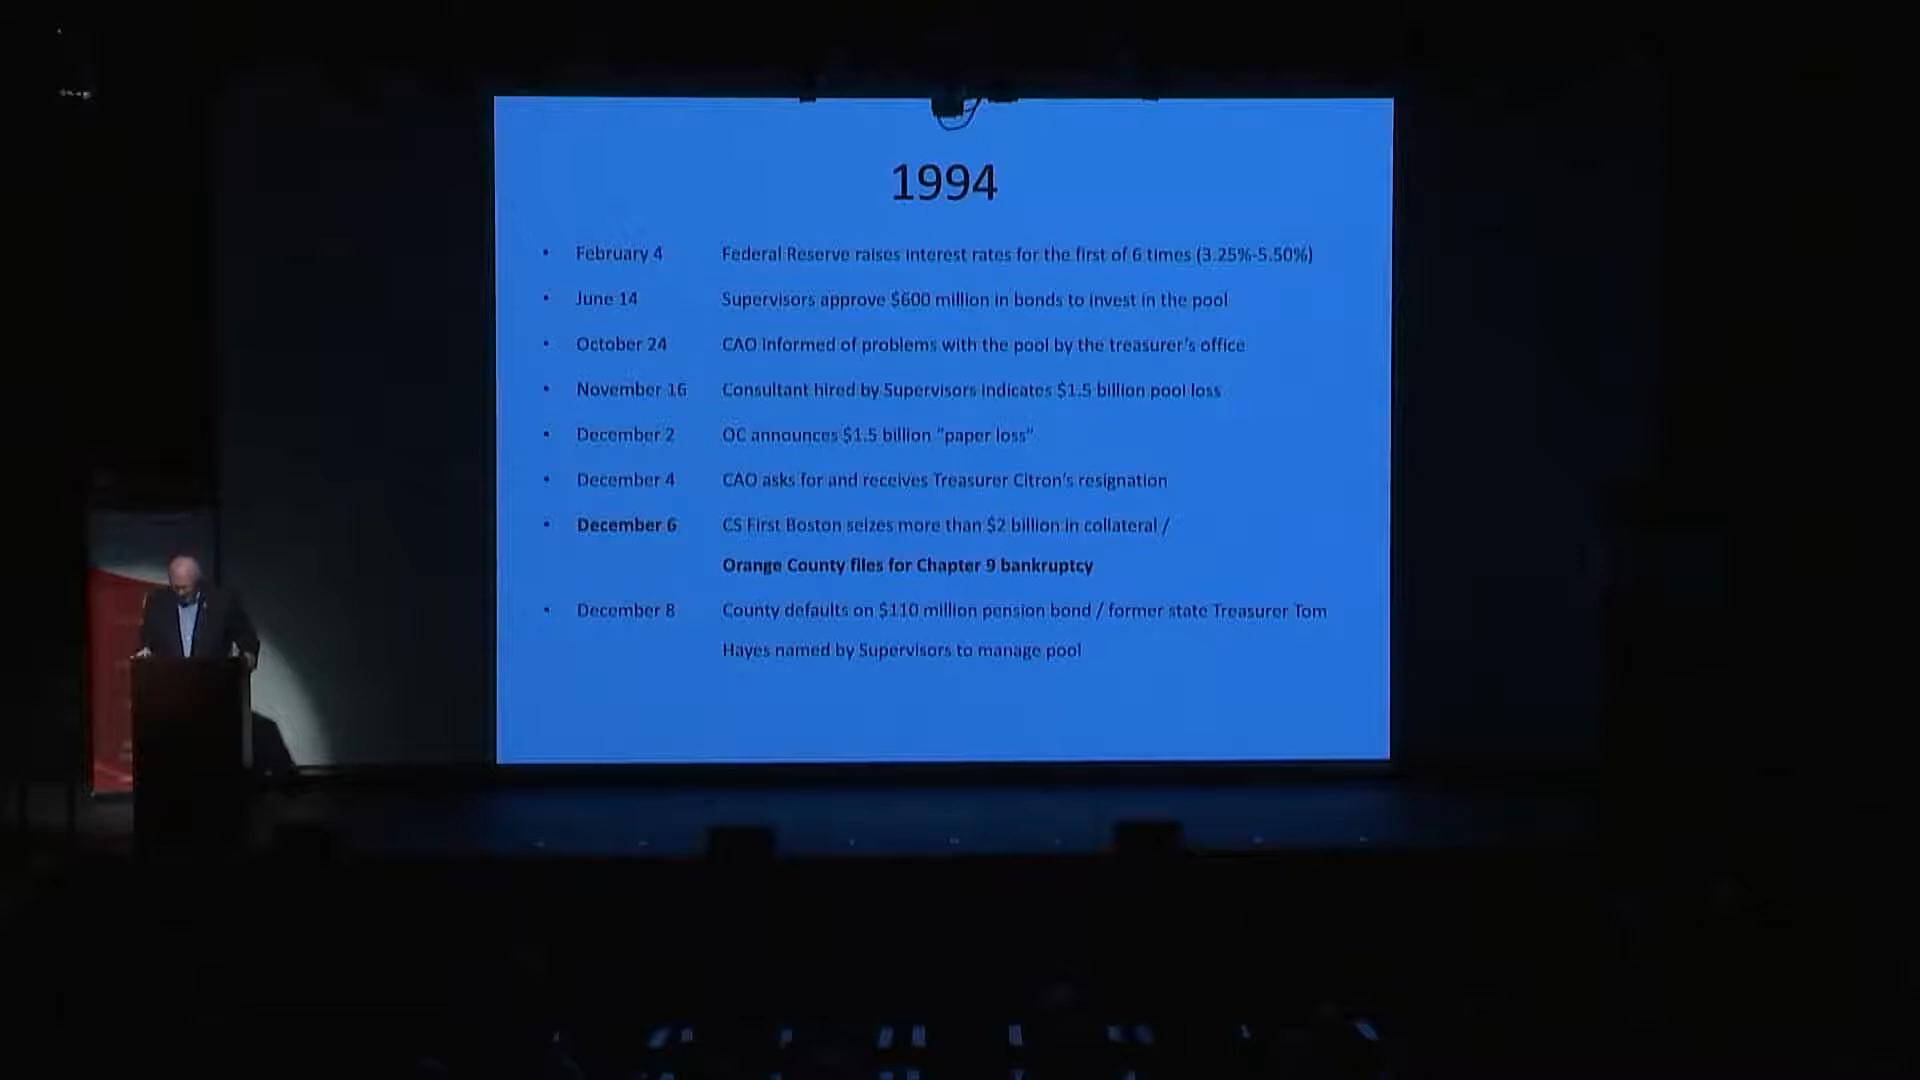 1994
• February 4 Federal Reserve raises interest rates for the first of 6 times (3.25%-5.50%)
• June 14 Supervisors approve $600 million in bonds to invest in the pool
• October 24 CAO informed of problems with the pool by the treasurer's office
• November 16 Consultant hired by Supervisors indicates $1.5 billion pool loss
• December 2 OC announces $1.5 billion "paper loss"
• December 4 CAO asks for and receives Treasurer Citron's resignation
• December 6 CS First Boston seizes more than $2 billion in collateral /
Orange County files for Chapter 9 bankruptcy
• December 8 County defaults on $110 million pension bond / former state Treasurer Tom
Hayes named by Supervisors to manage pool